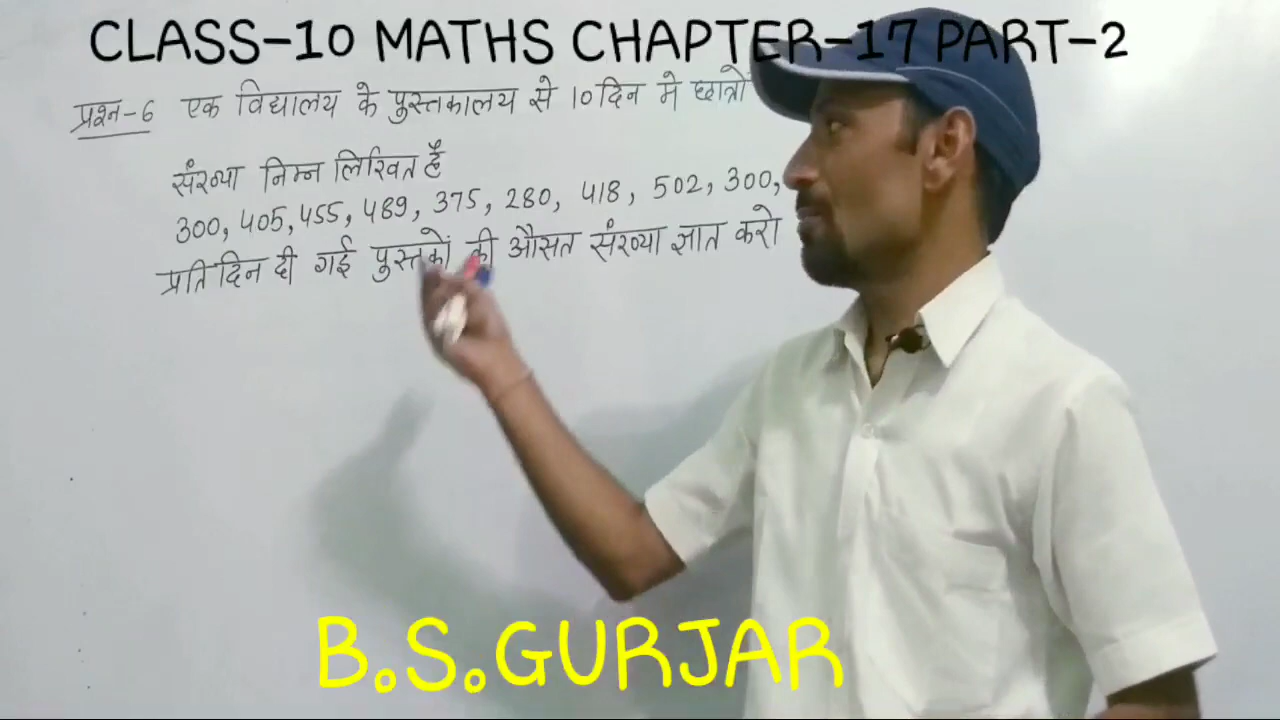 CLASS-10 MATHS CHAPTER-17 PART-2
प्रश्न-6 एक विद्यालय के पुस्तकालय से 10 दिन मे छात्रों
संख्या निम्न लिखित है
300, 405, 455, 489, 375, 280, 418, 502, 300,
प्रति दिन दी गई पुस्तकों की औसत संख्या ज्ञात करो
B.S.GURJAR